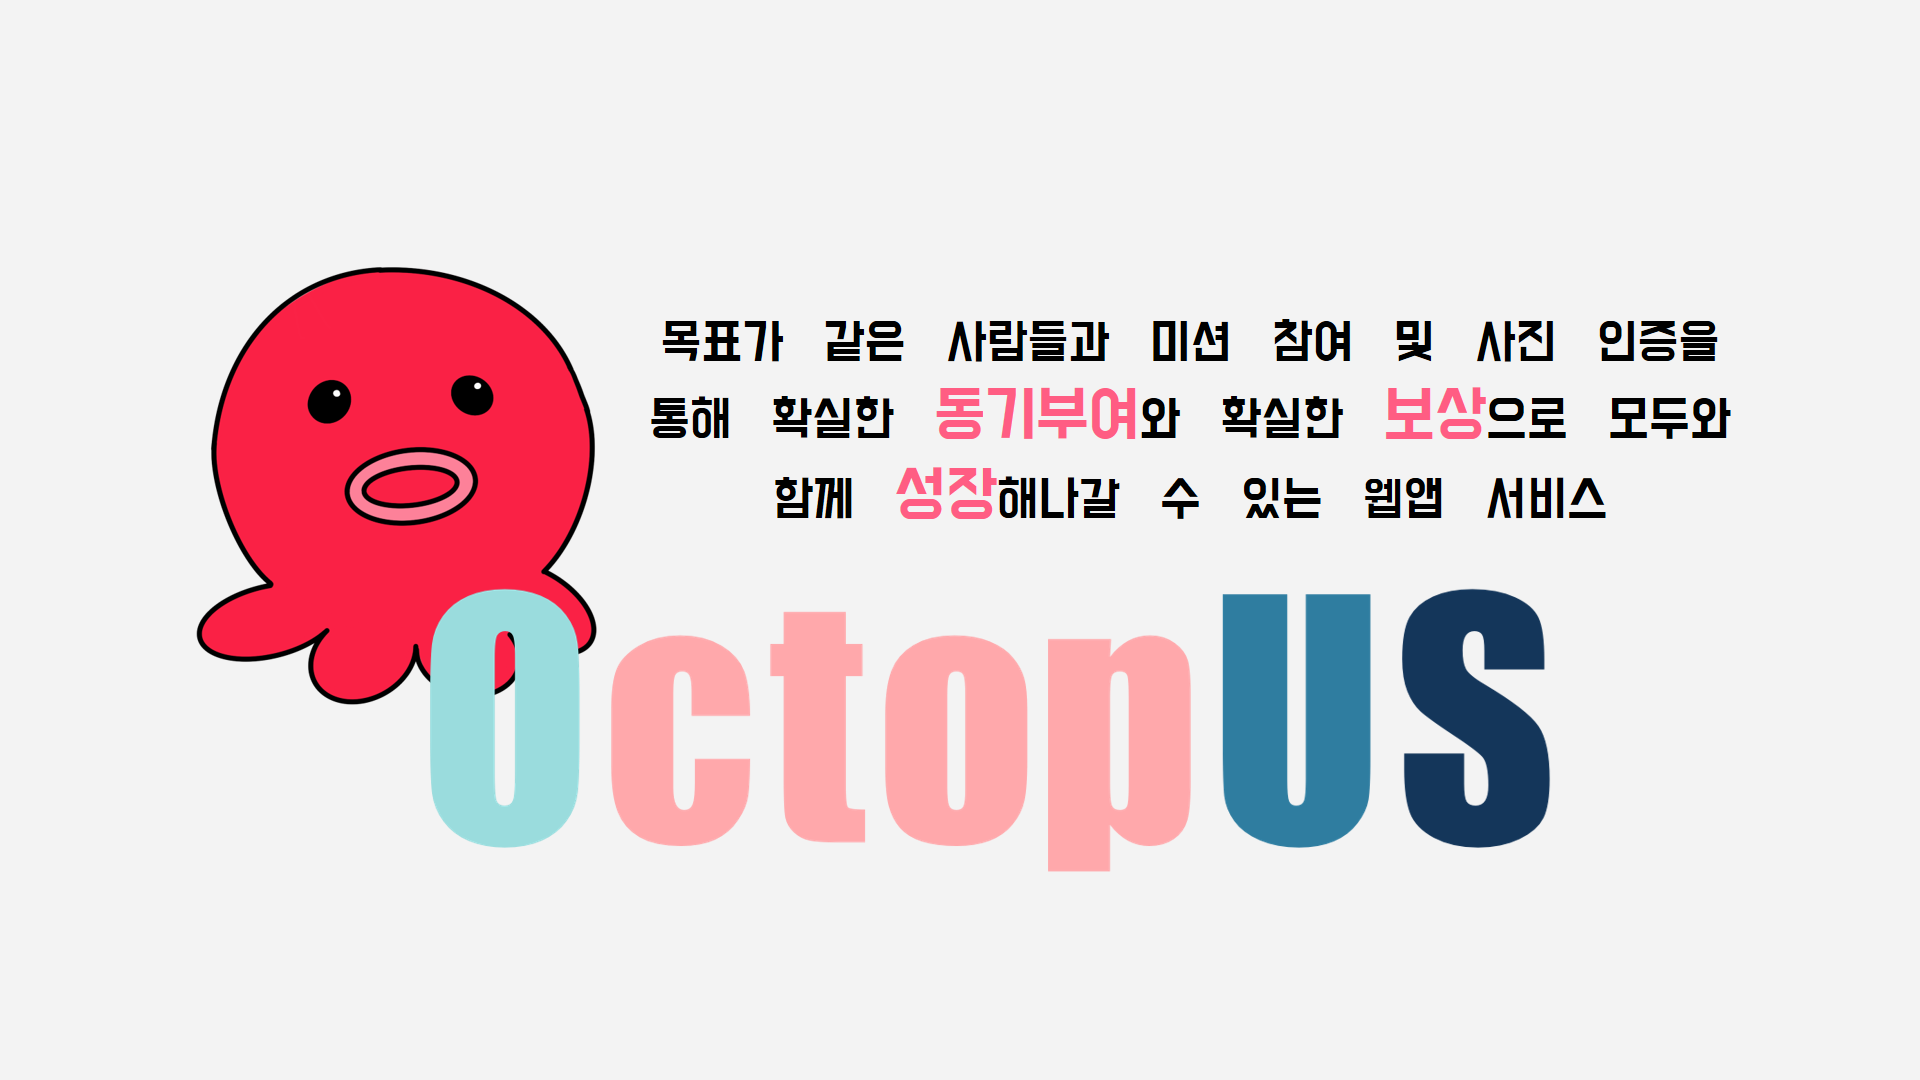 목표가 같은 사람들과 미션 참여 및 사진 인증을
통해 확실한 동기부여와 확실한 보상으로 모두와
함께 성장해나갈 수 있는 웹앱 서비스
OctopUS